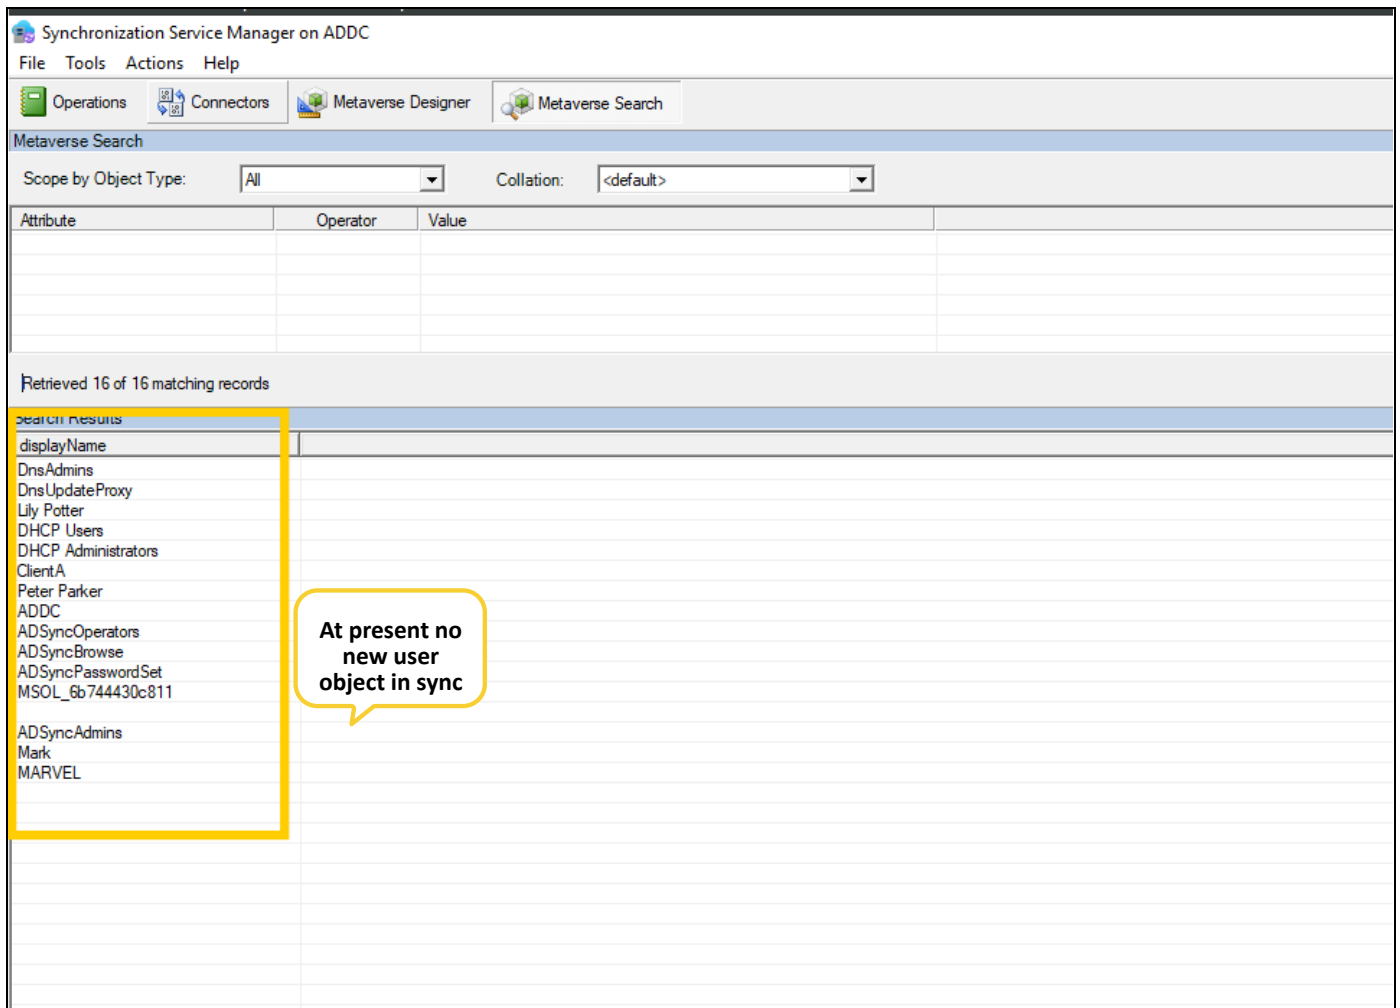 Synchronization Service Manager on ADDC
File Tools Actions Help
Operations Connectors Metaverse Designer Metaverse Search
Metaverse Search
Scope by Object Type: All Collation: <default>
Attribute Operator Value
Retrieved 16 of 16 matching records
Search Results
displayName
DnsAdmins
DnsUpdateProxy
Lily Potter
DHCP Users
DHCP Administrators
ClientA
Peter Parker
ADDC
ADSyncOperators
ADSyncBrowse
ADSyncPasswordSet
MSOL_6b744430c811
ADSyncAdmins
Mark
MARVEL
At present no
new user
object in sync